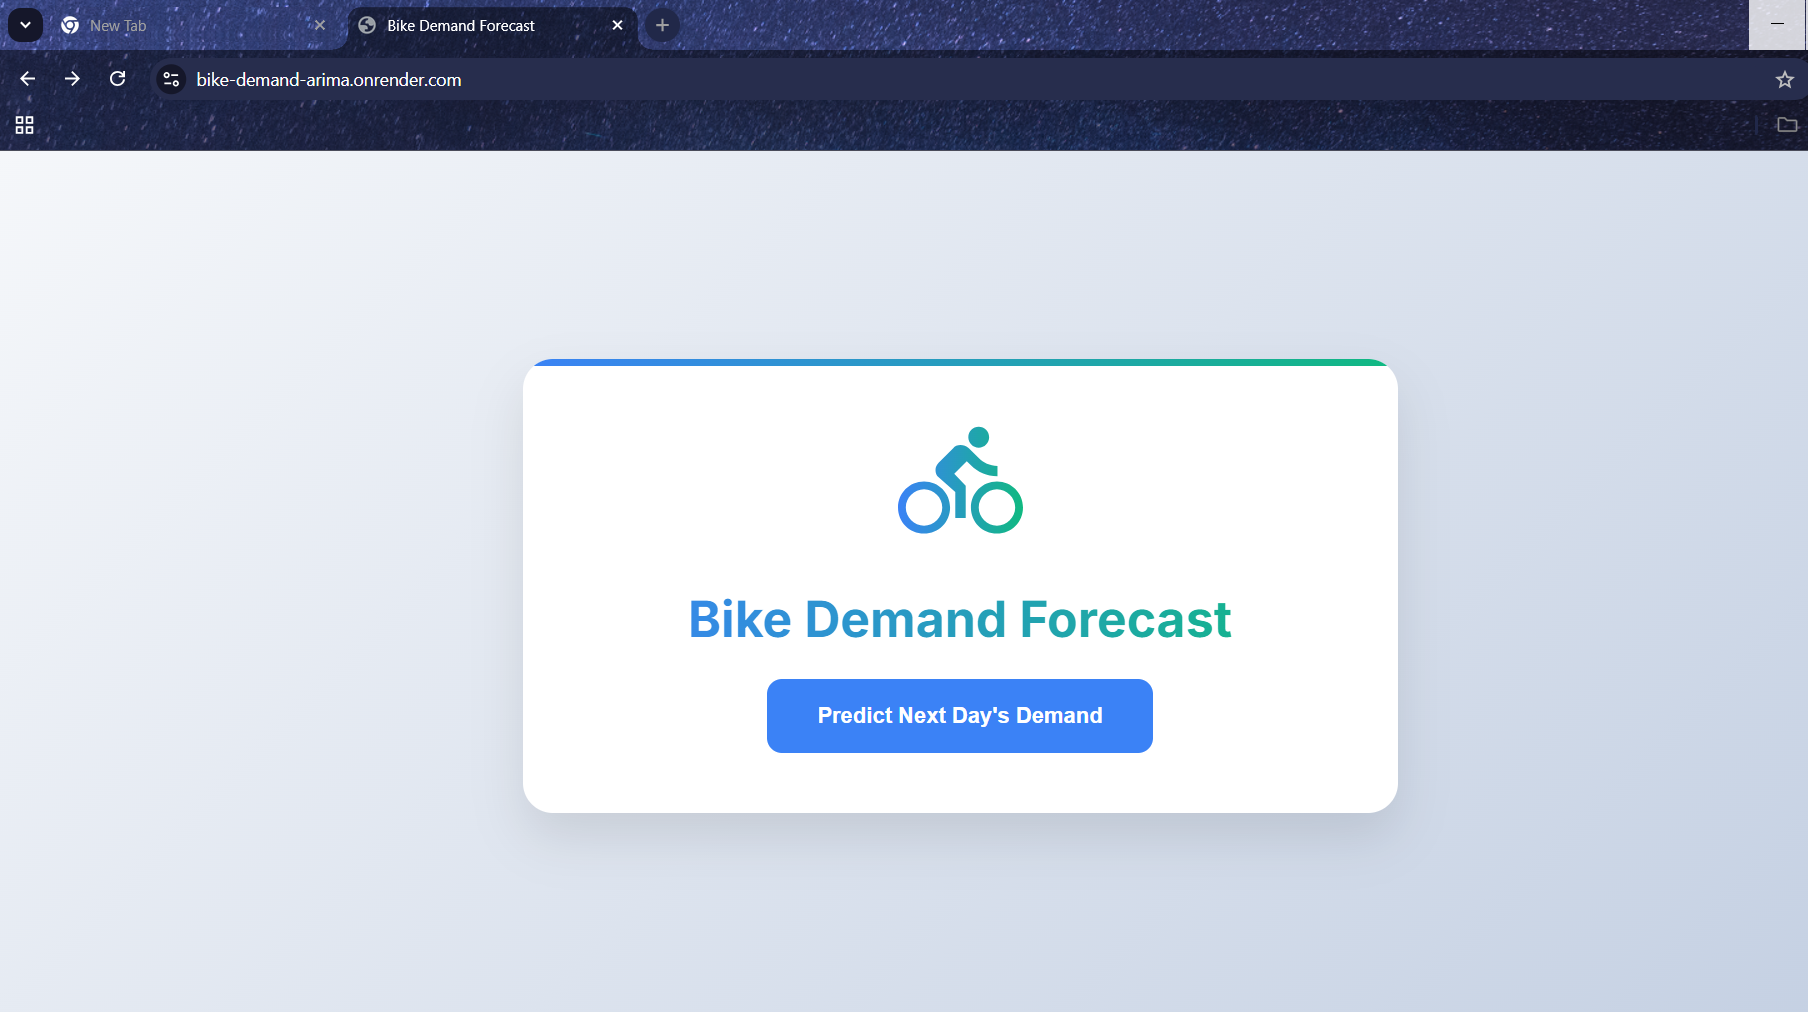 New Tab
Bike Demand Forecast
bike-demand-arima.onrender.com
Bike Demand Forecast
Predict Next Day's Demand